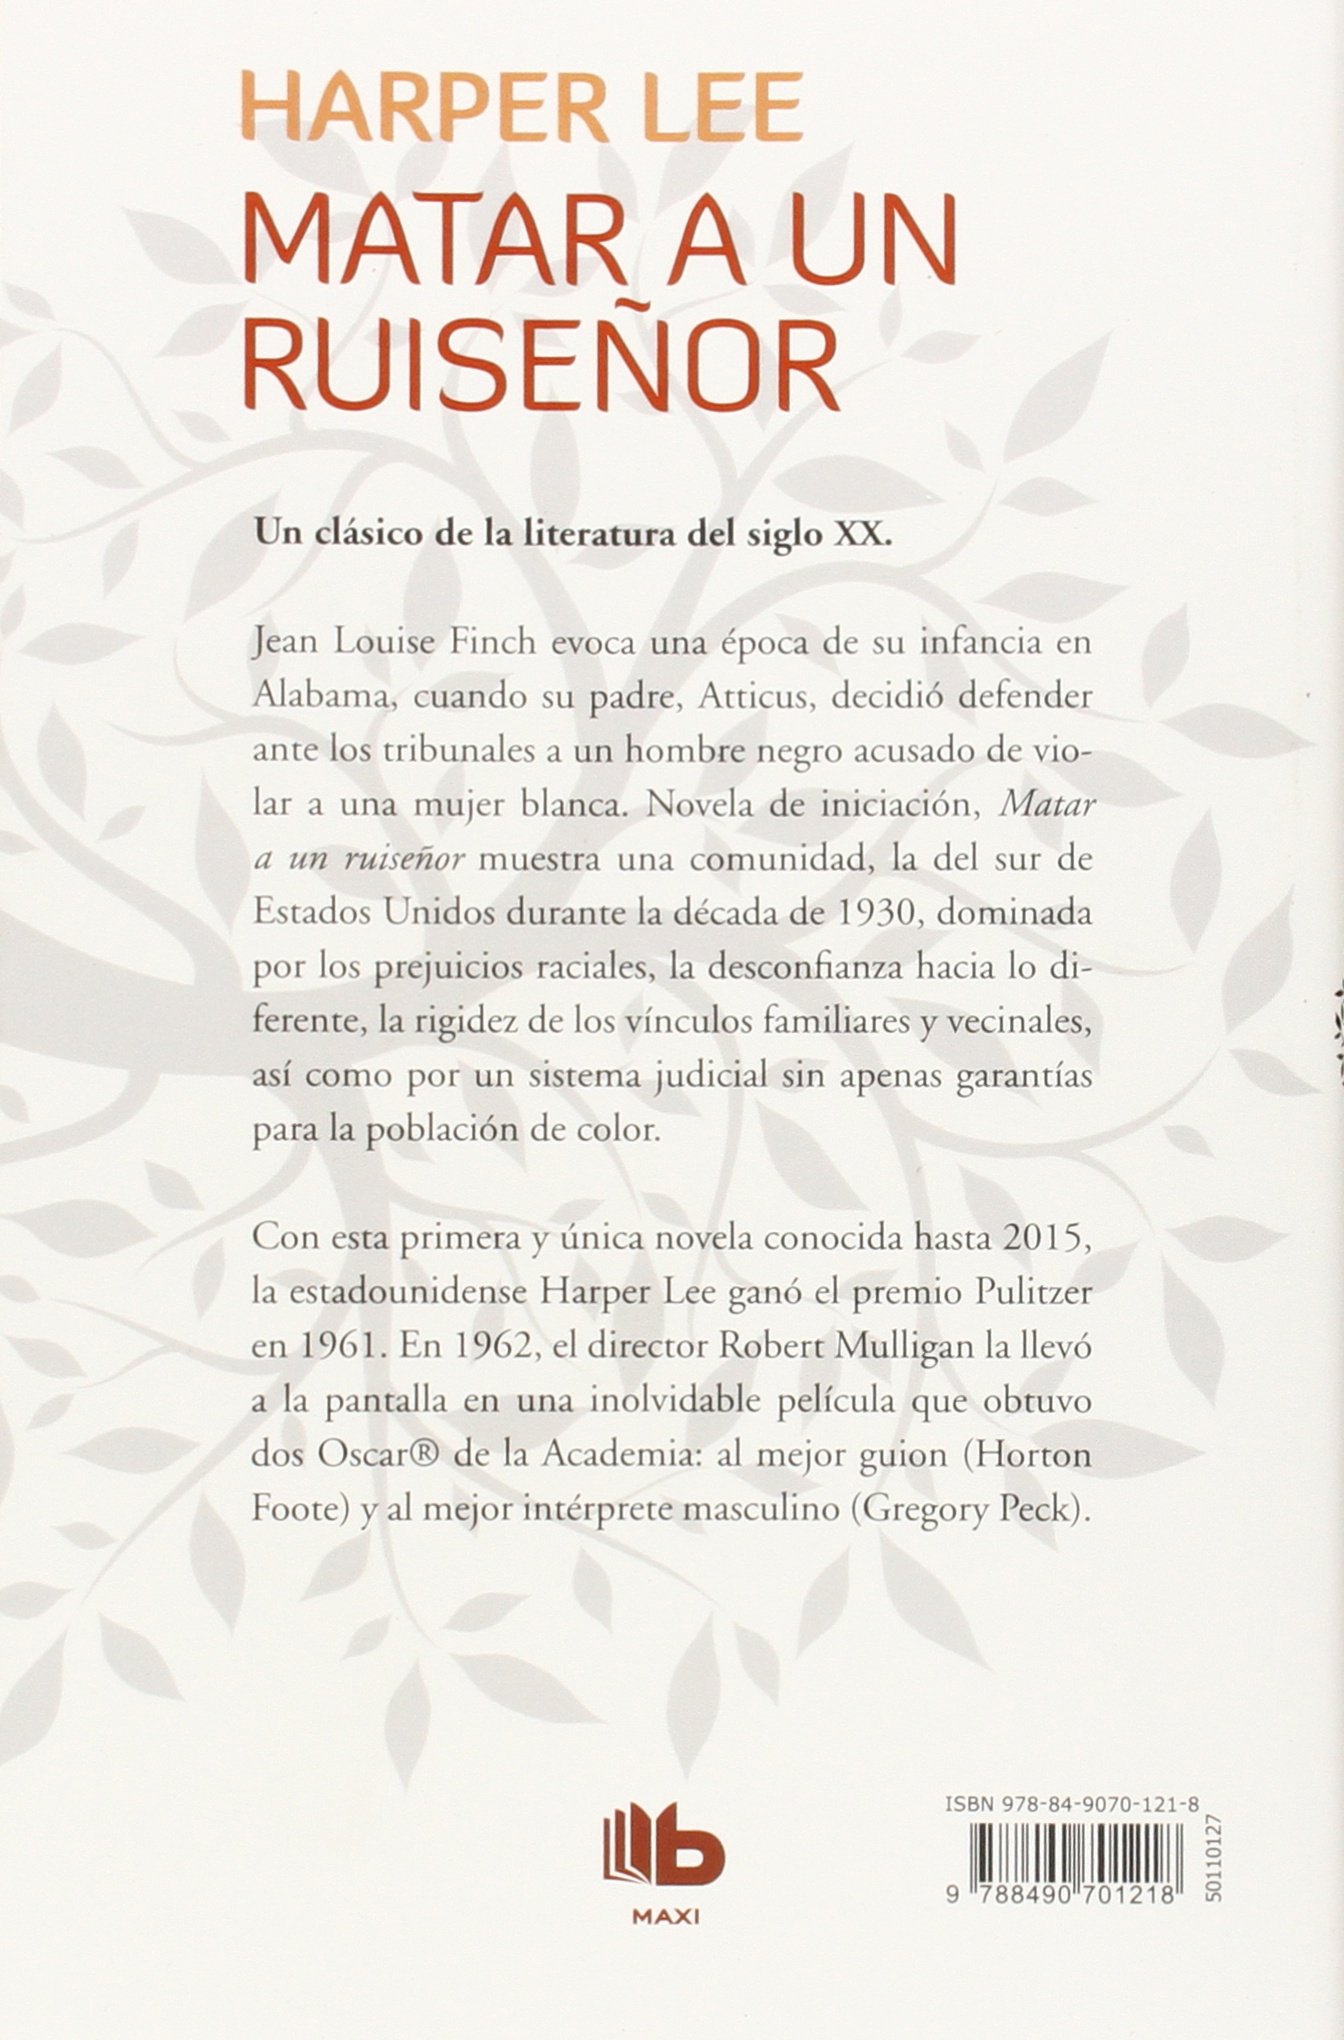 HARPER LEE
MATAR A UN
RUISEÑOR
Un clásico de la literatura del siglo XX.
Jean Louise Finch evoca una época de su infancia en
Alabama, cuando su padre, Atticus, decidió defender
ante los tribunales a un hombre negro acusado de vio-
lar a una mujer blanca. Novela de iniciación, Matar
a un ruiseñor muestra una comunidad, la del sur de
Estados Unidos durante la década de 1930, dominada
por los prejuicios raciales, la desconfianza hacia lo di-
ferente, la rigidez de los vínculos familiares y vecinales,
así como por un sistema judicial sin apenas garantías
para la población de color.
Con esta primera y única novela conocida hasta 2015,
la estadounidense Harper Lee ganó el premio Pulitzer
en 1961. En 1962, el director Robert Mulligan la llevó
a la pantalla en una inolvidable película que obtuvo
dos Oscar® de la Academia: al mejor guion (Horton
Foote) y al mejor intérprete masculino (Gregory Peck).
b
MAXI
ISBN 978-84-9070-121-8
9 788490 701218
50110127